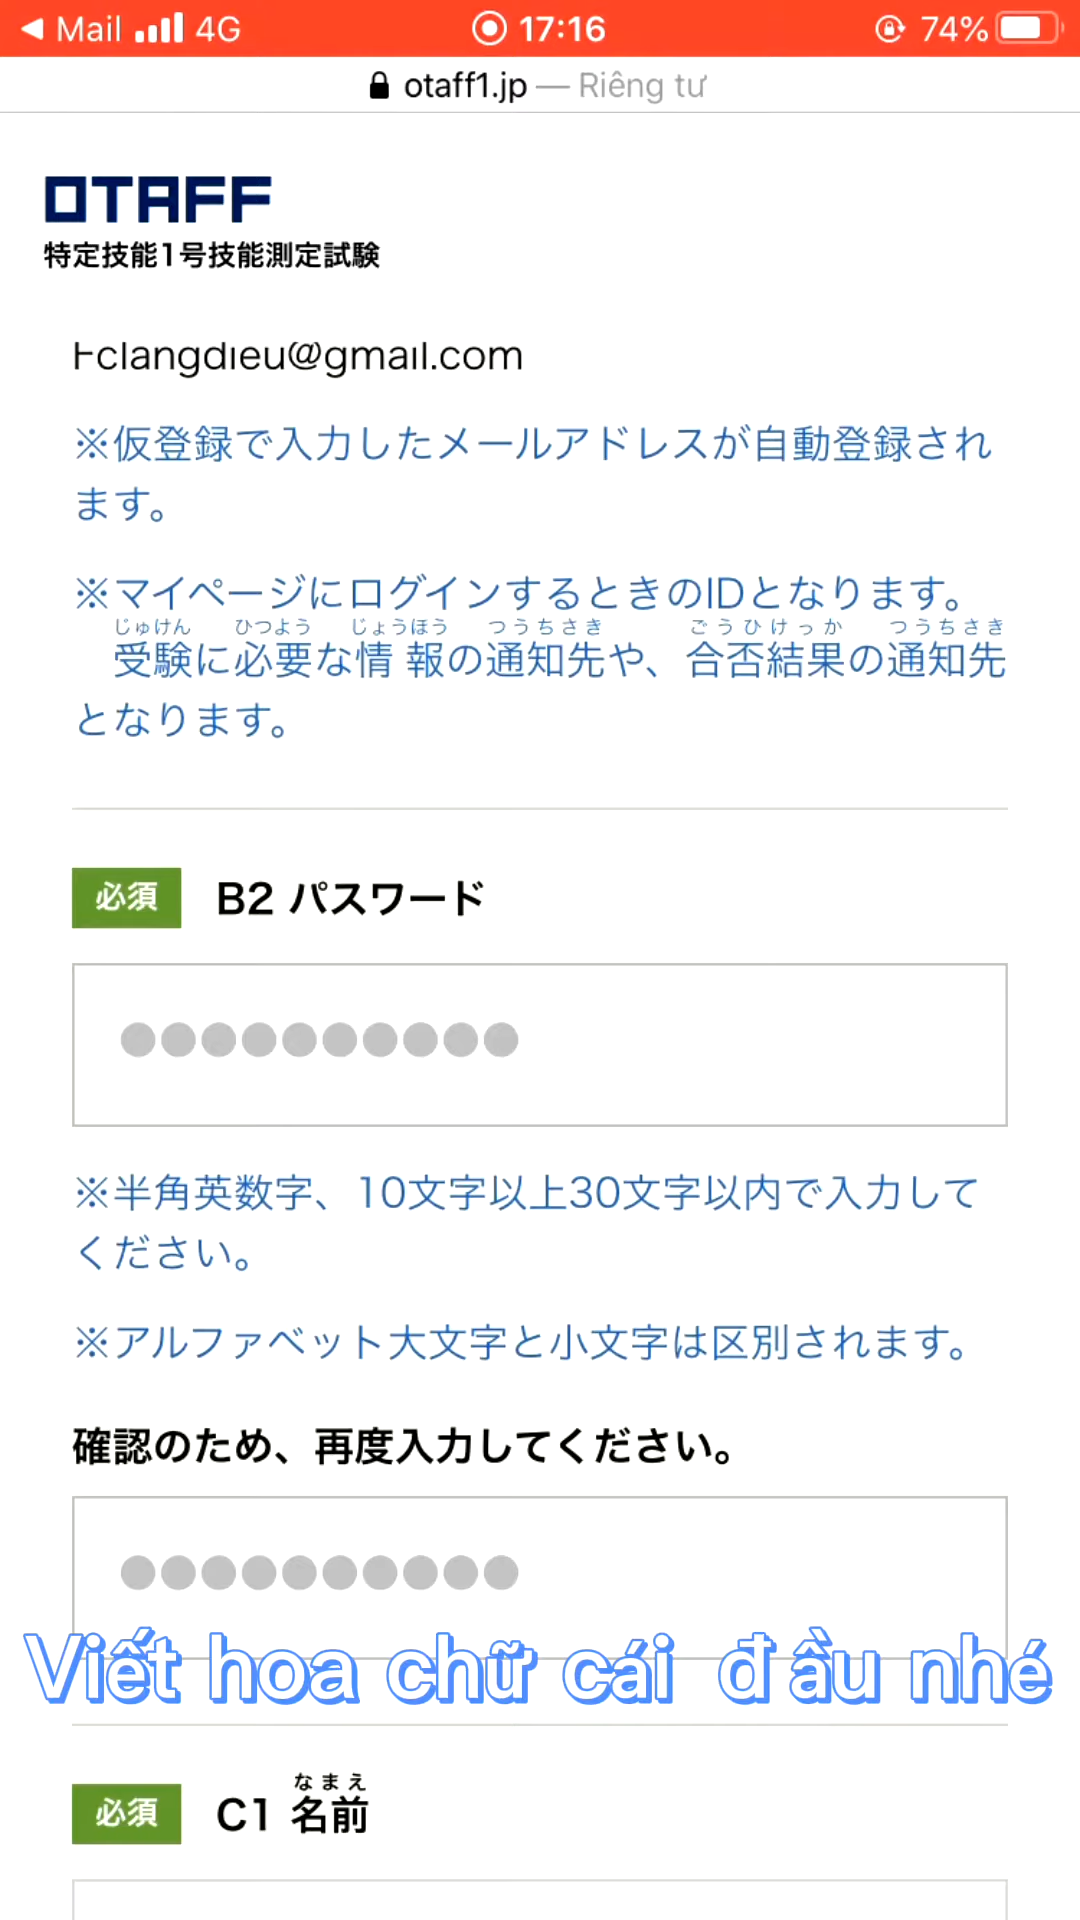 Mail 4G 17:16 74%
otaff1.jp — Riêng tư
OTAFF
特定技能1号技能測定試験
Fclangdieu@gmail.com
※仮登録で入力したメールアドレスが自動登録され
ます。
※マイページにログインするときのIDとなります。
じゅけん ひつよう じょうほう つうちさき ごうひけっか つうちさき
受験に必要な情報の通知先や、合否結果の通知先
となります。
必須 B2 パスワード
※半角英数字、10文字以上30文字以内で入力して
ください。
※アルファベット大文字と小文字は区別されます。
確認のため、再度入力してください。
Viết hoa chữ cái đầu nhé
なまえ
必須 C1 名前